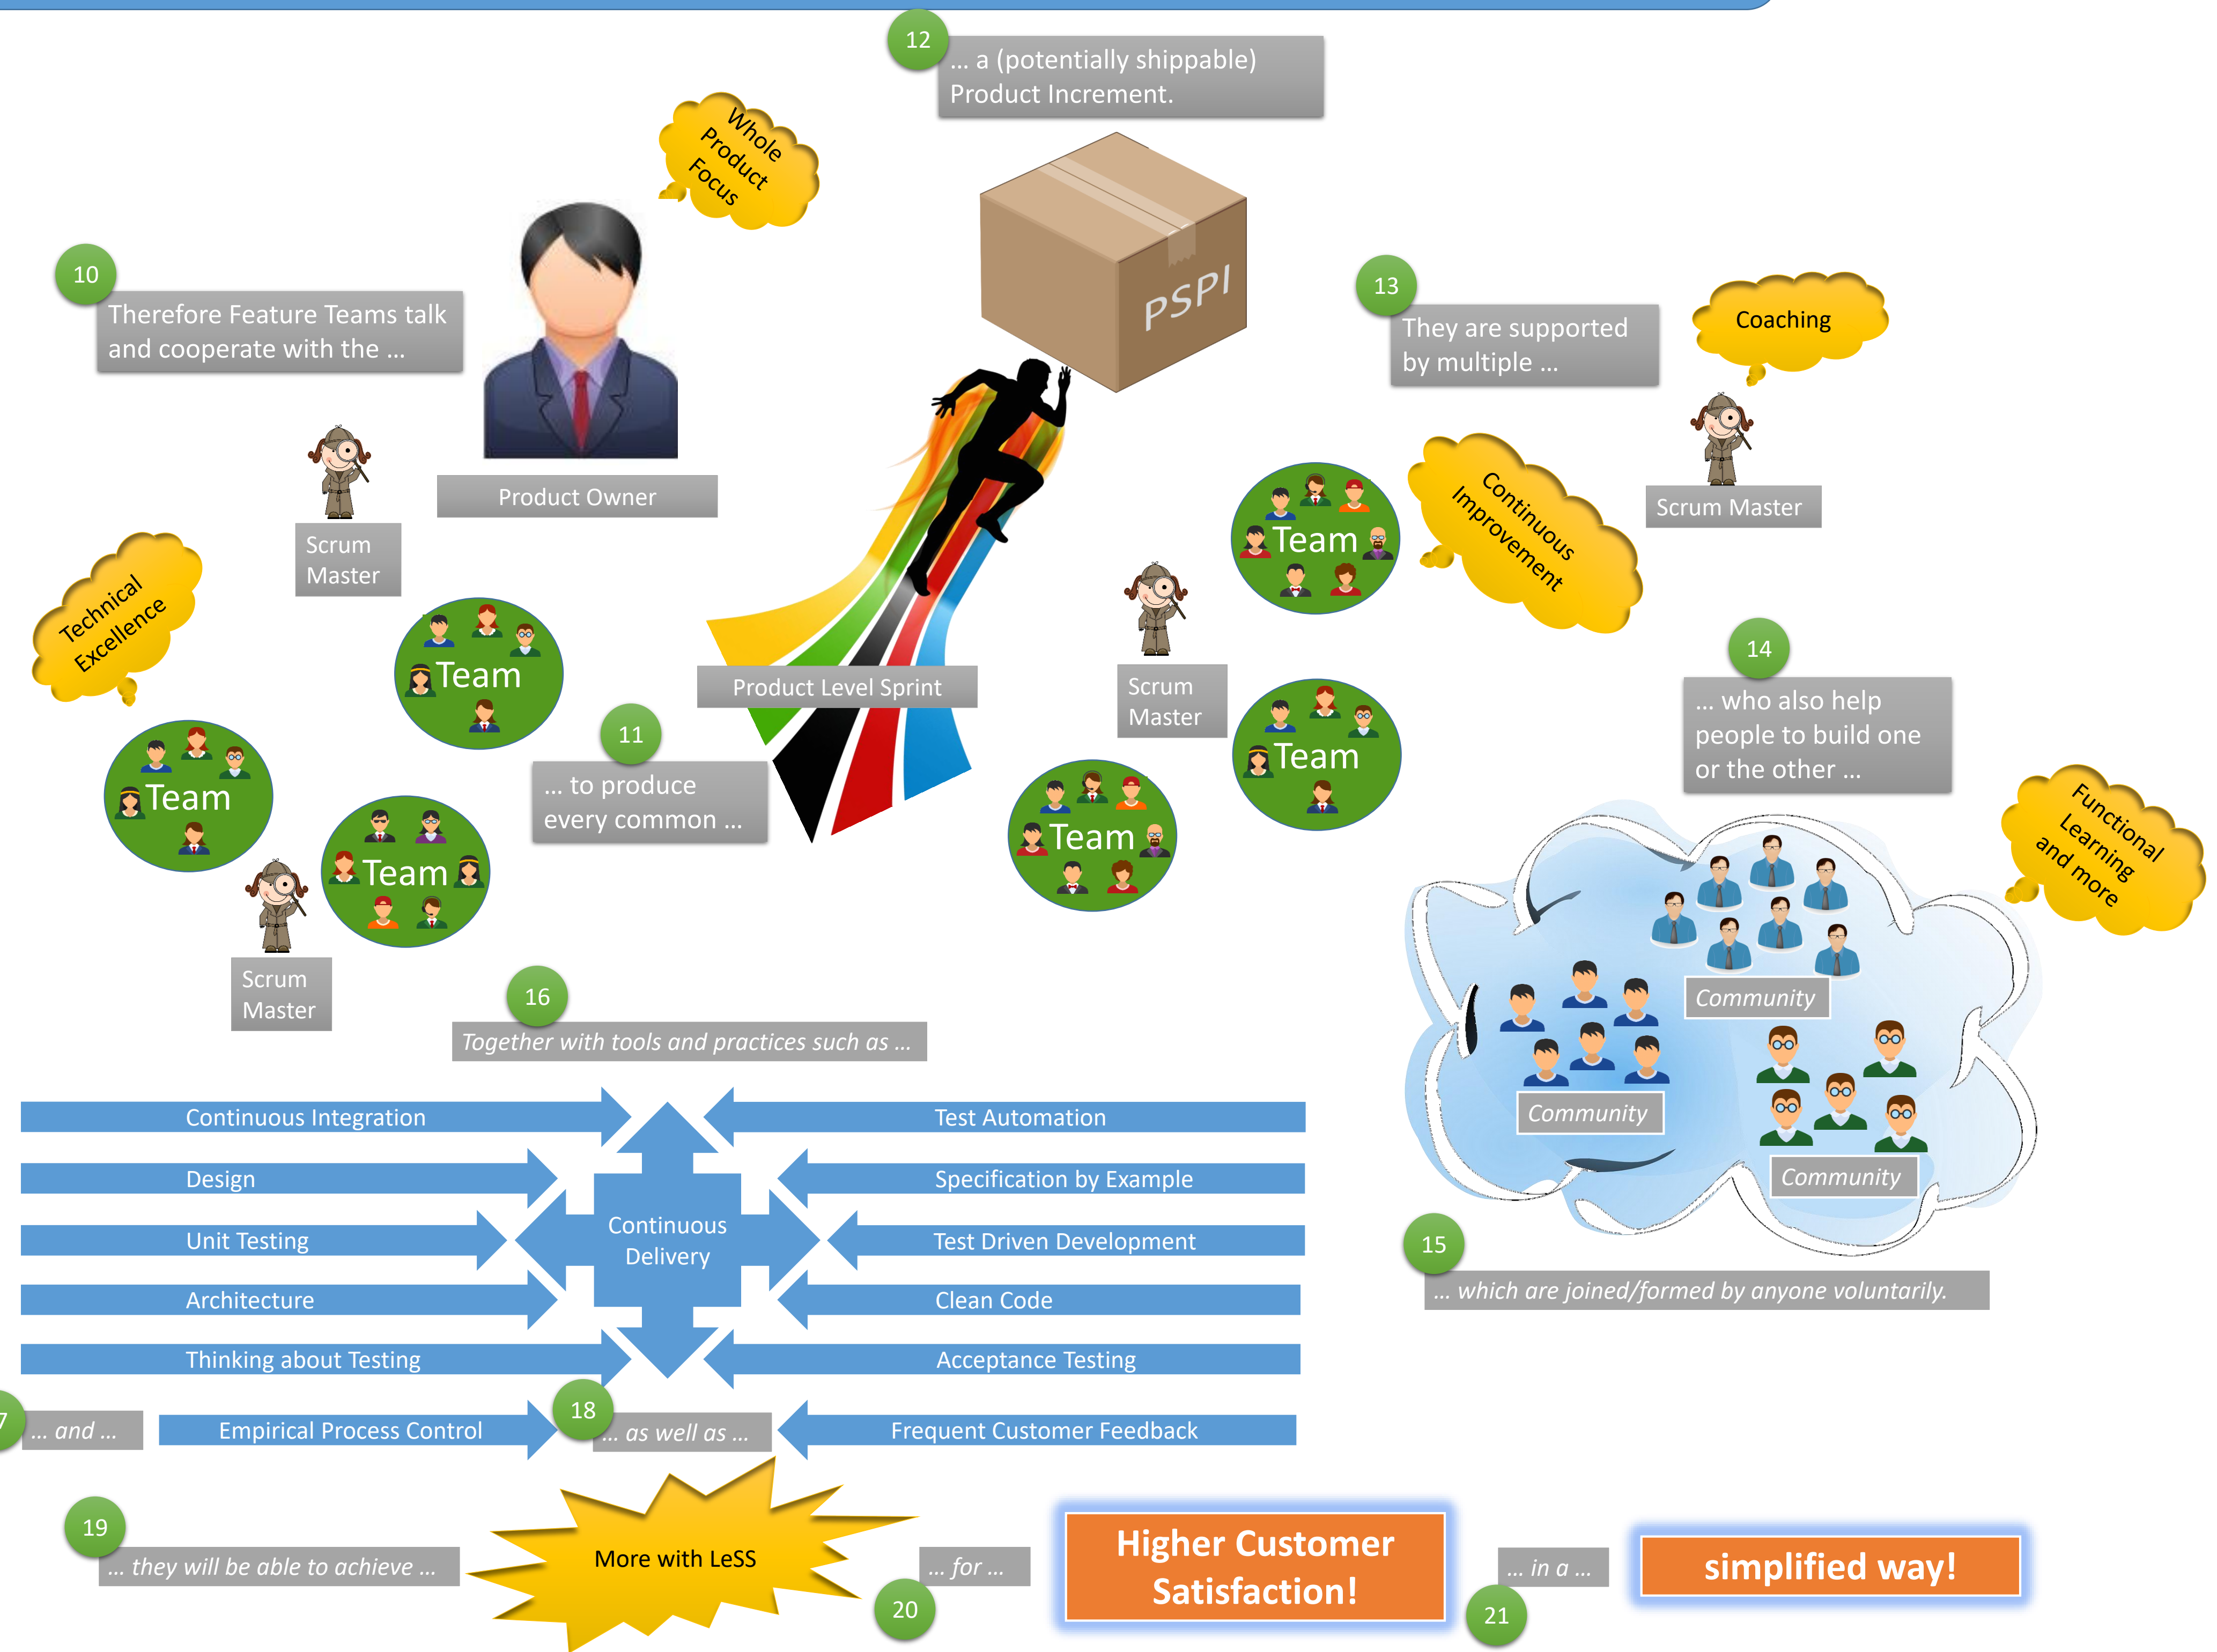 12
... a (potentially shippable)
Product Increment.
Whole
Product
Focus
PSPI
10
Therefore Feature Teams talk
and cooperate with the ...
Product Owner
13
They are supported
by multiple ...
Coaching
Scrum Master
Scrum
Master
Technical
Excellence
Team
Team
Team
Scrum
Master
11
... to produce
every common ...
Product Level Sprint
Team
Continuous
Improvement
Scrum
Master
Team
Team
14
... who also help
people to build one
or the other ...
Functional
Learning
and more
Community
Community
Community
15
... which are joined/formed by anyone voluntarily.
16
Together with tools and practices such as ...
Continuous Integration
Test Automation
Design
Specification by Example
Unit Testing
Continuous
Delivery
Test Driven Development
Architecture
Clean Code
Thinking about Testing
Acceptance Testing
7
... and ...
Empirical Process Control
18
... as well as ...
Frequent Customer Feedback
19
... they will be able to achieve ...
More with LeSS
20
... for ...
Higher Customer
Satisfaction!
21
... in a ...
simplified way!